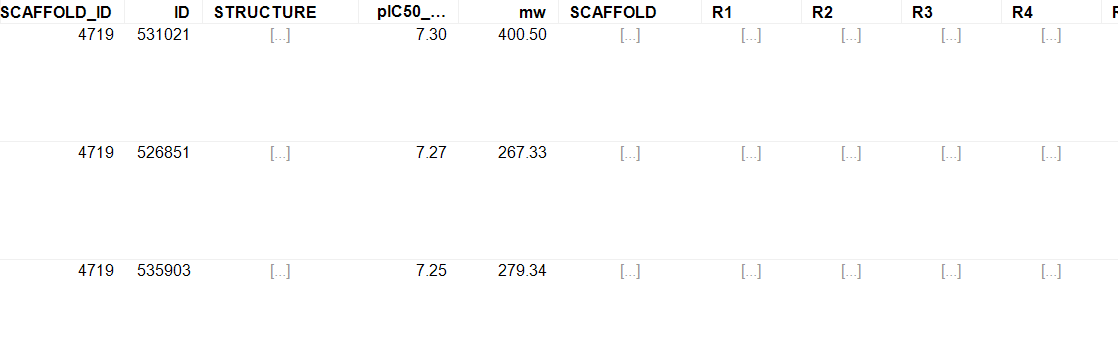 SCAFFOLD_ID ID STRUCTURE pIC50_... mw SCAFFOLD R1 R2 R3 R4
4719 531021 [...] 7.30 400.50 [...] [...] [...] [...] [...]
4719 526851 [...] 7.27 267.33 [...] [...] [...] [...] [...]
4719 535903 [...] 7.25 279.34 [...] [...] [...] [...] [...]